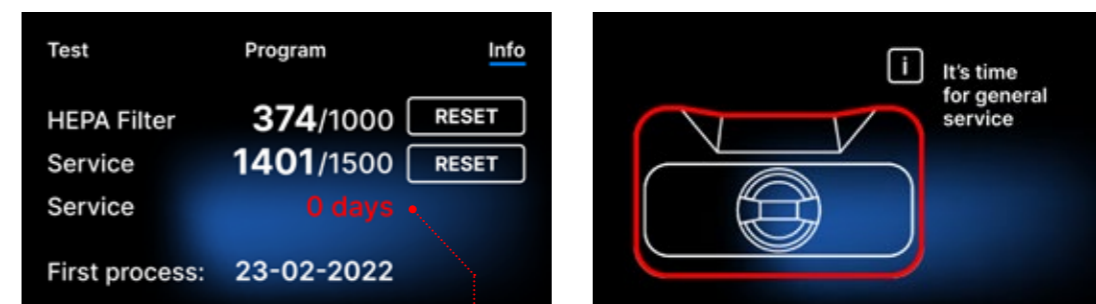 Test Program Info
HEPA Filter 374/1000 RESET
Service 1401/1500 RESET
Service 0 days
First process: 23-02-2022
i It's time
for general
service